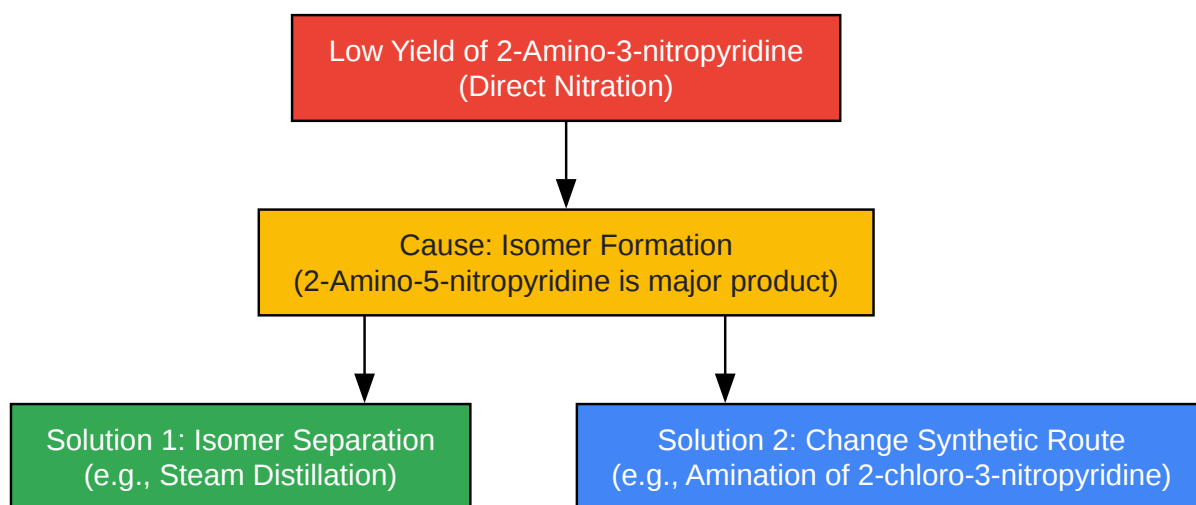 Low Yield of 2-Amino-3-nitropyridine
(Direct Nitration)
Cause: Isomer Formation
(2-Amino-5-nitropyridine is major product)
Solution 1: Isomer Separation
(e.g., Steam Distillation)
Solution 2: Change Synthetic Route
(e.g., Amination of 2-chloro-3-nitropyridine)